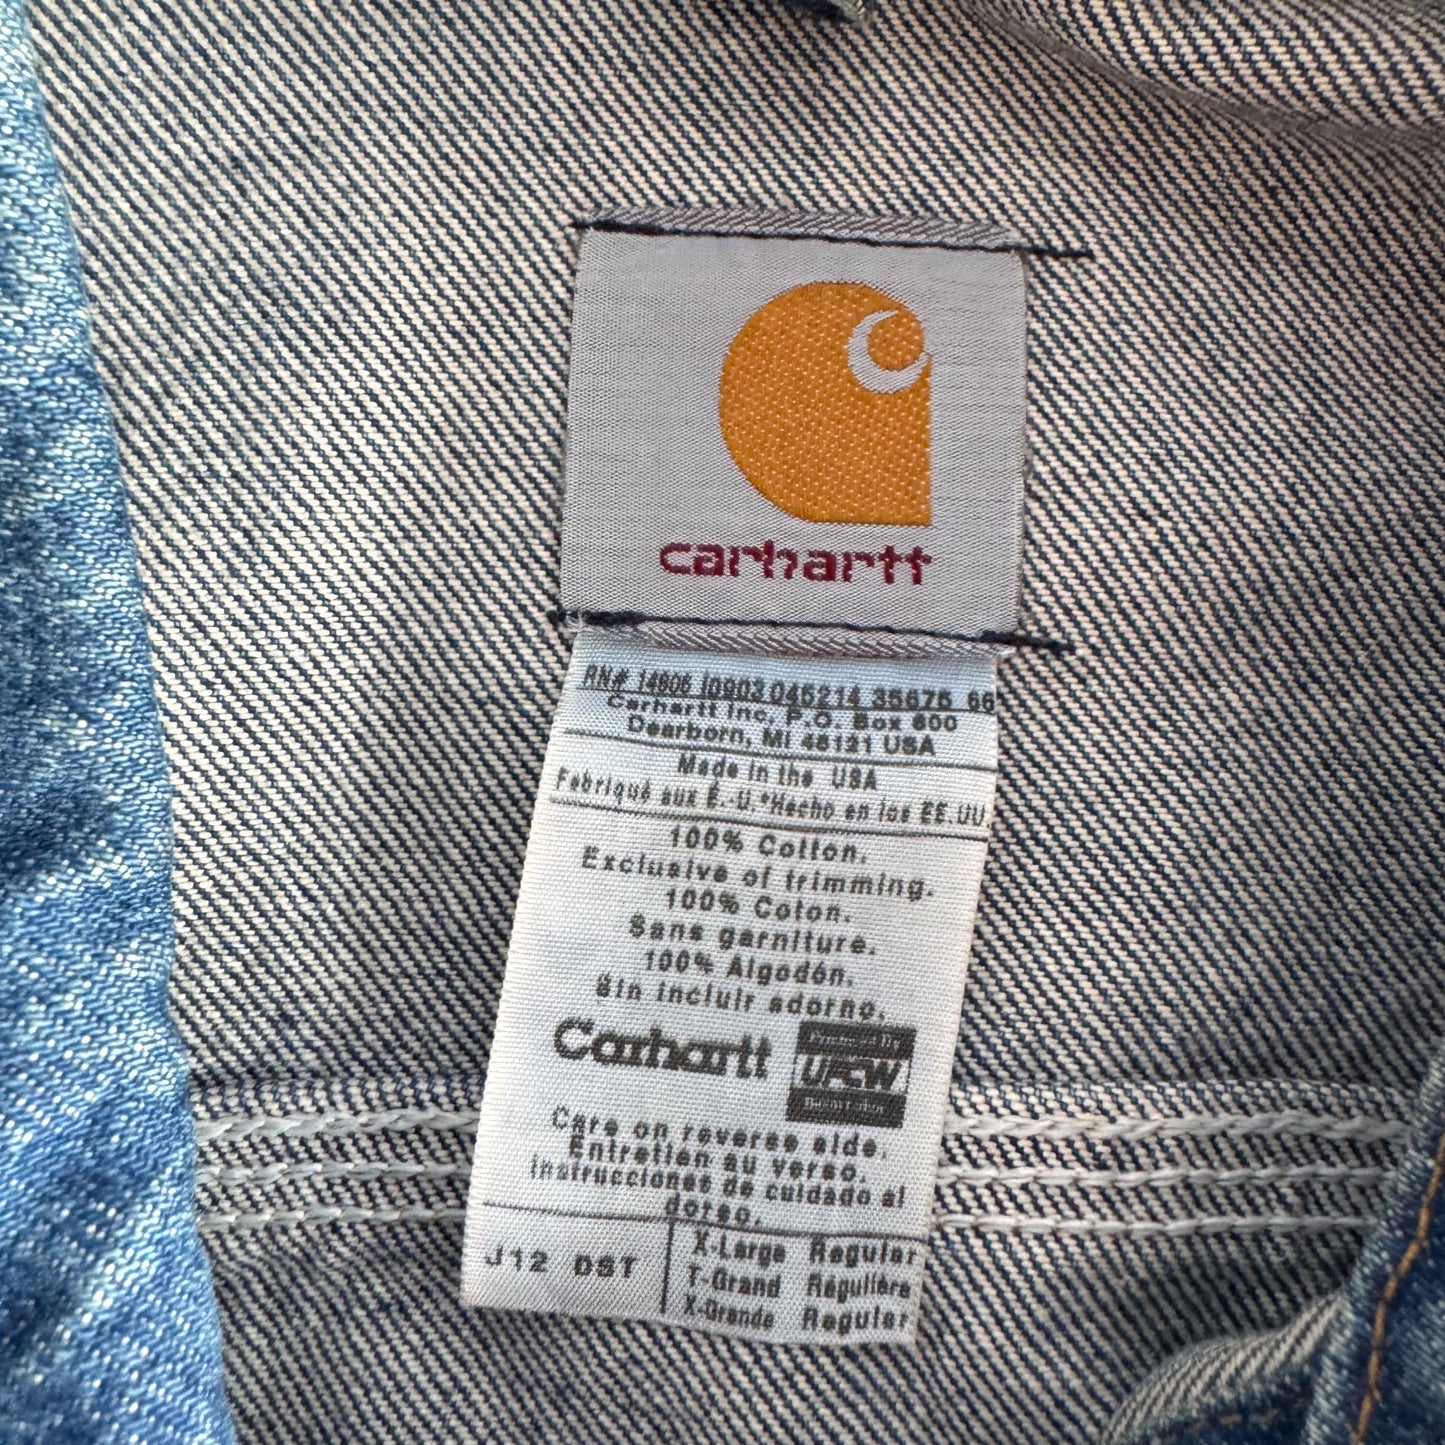 carhartt
RN# 14806 10903 045214 35675 66
Carhartt Inc, P.O. Box 600
Dearborn, MI 48121 USA
Made in the USA
Fabriqué aux É.-U.*Hecho en los EE.UU.
100% Cotton.
Exclusive of trimming.
100% Coton.
Sans garniture.
100% Algodón.
Sin incluir adorno.
Carhartt UFCW
Care on reverse side.
Entretien au verso.
Instrucciones de cuidado al
dorso.
J12 DST
X-Large Regular
T-Grand Régulière
X-Grande Regular